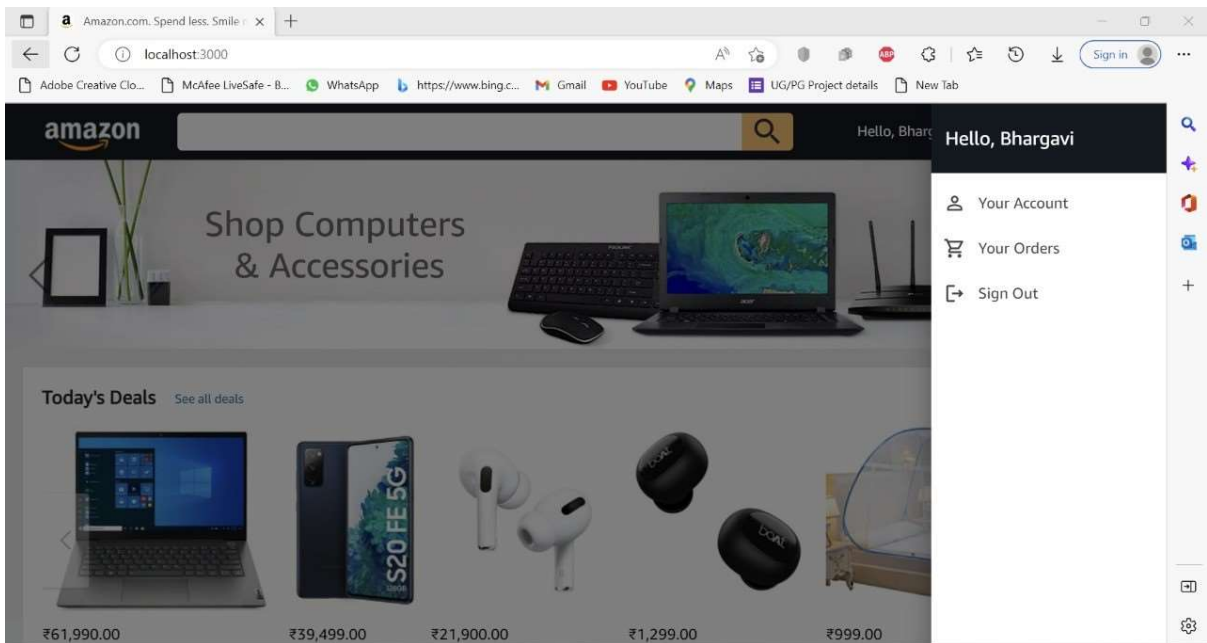 a Amazon.com. Spend less. Smile
localhost:3000
Sign in
Adobe Creative Clo... McAfee LiveSafe - B... WhatsApp https://www.bing.c... Gmail YouTube Maps UG/PG Project details New Tab
amazon
Hello, Bharg
Hello, Bhargavi
Your Account
Your Orders
Sign Out
Shop Computers
& Accessories
acer
Today's Deals See all deals
S20 FE 5G
boAt
boAt
₹61,990.00 ₹39,499.00 ₹21,900.00 ₹1,299.00 ₹999.00